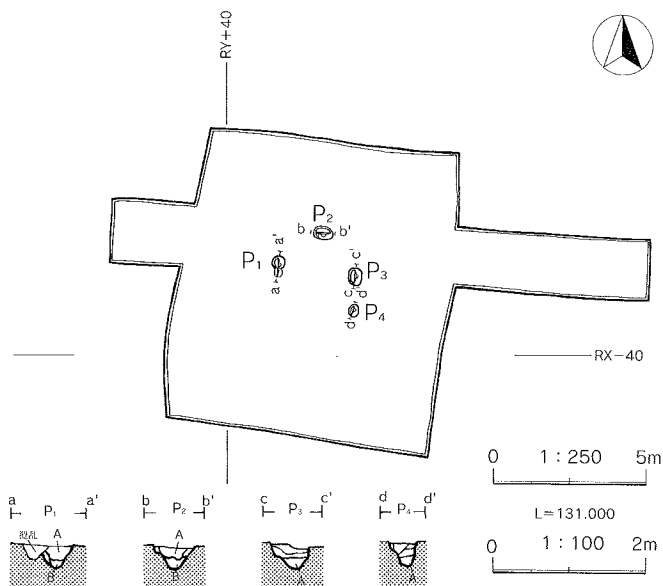 RY+40
P₂
b b'
a'
P₁
a
c'
P₃
c d'
P₄
d
RX−40
0 1:250 5m
L=131.000
0 1:100 2m
a P₁ a'
b P₂ b'
c P₃ c'
d P₄ d'
撹乱 A
B
A
B
A
A